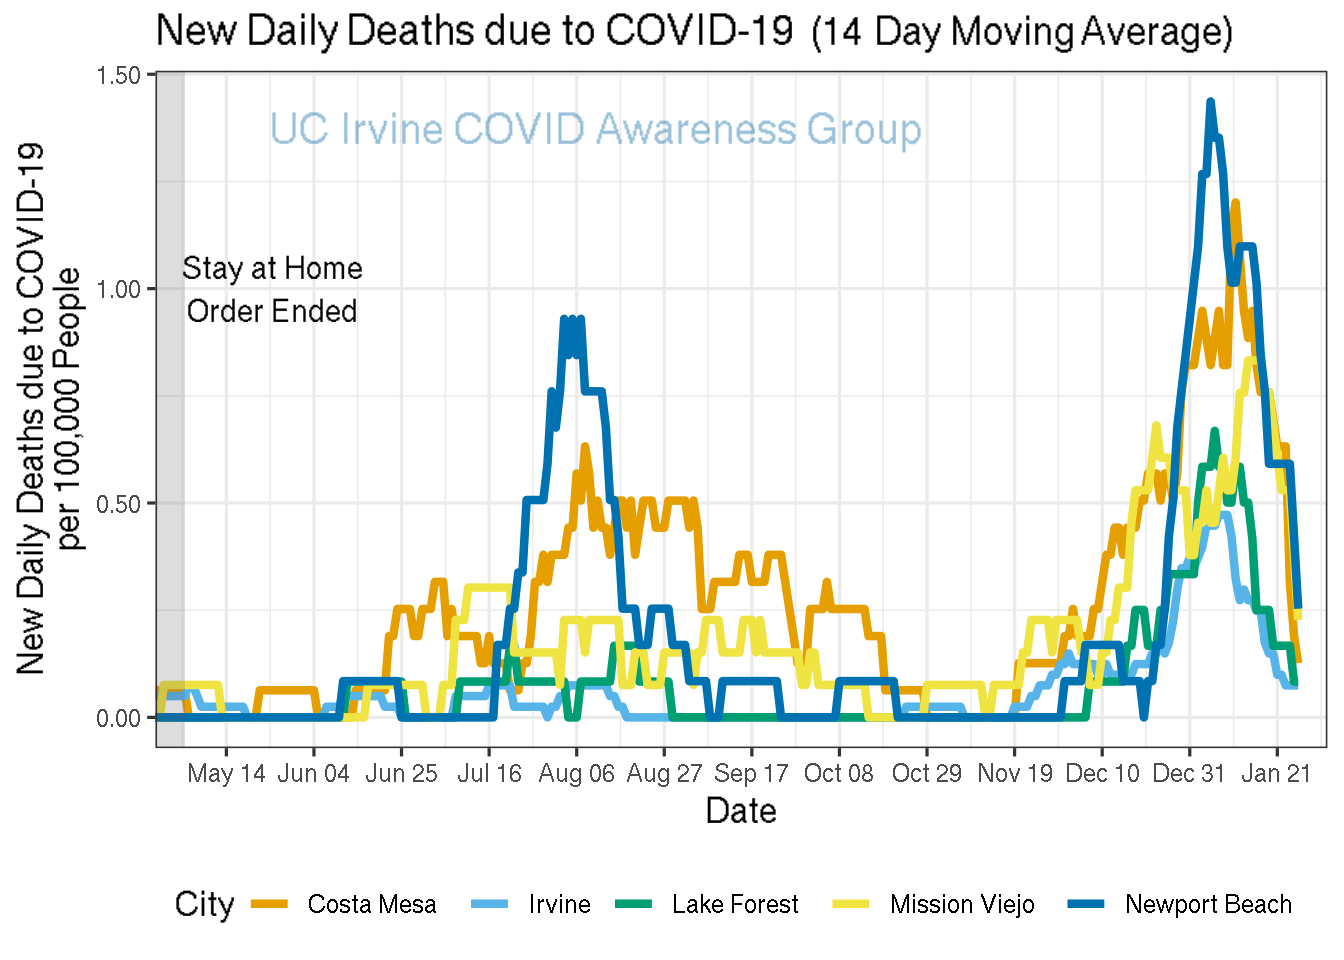 New Daily Deaths due to COVID-19 (14 Day Moving Average)
UC Irvine COVID Awareness Group
Stay at Home
Order Ended
New Daily Deaths due to COVID-19
per 100,000 People
1.50
1.00
0.50
0.00
May 14 Jun 04 Jun 25 Jul 16 Aug 06 Aug 27 Sep 17 Oct 08 Oct 29 Nov 19 Dec 10 Dec 31 Jan 21
Date
City Costa Mesa Irvine Lake Forest Mission Viejo Newport Beach